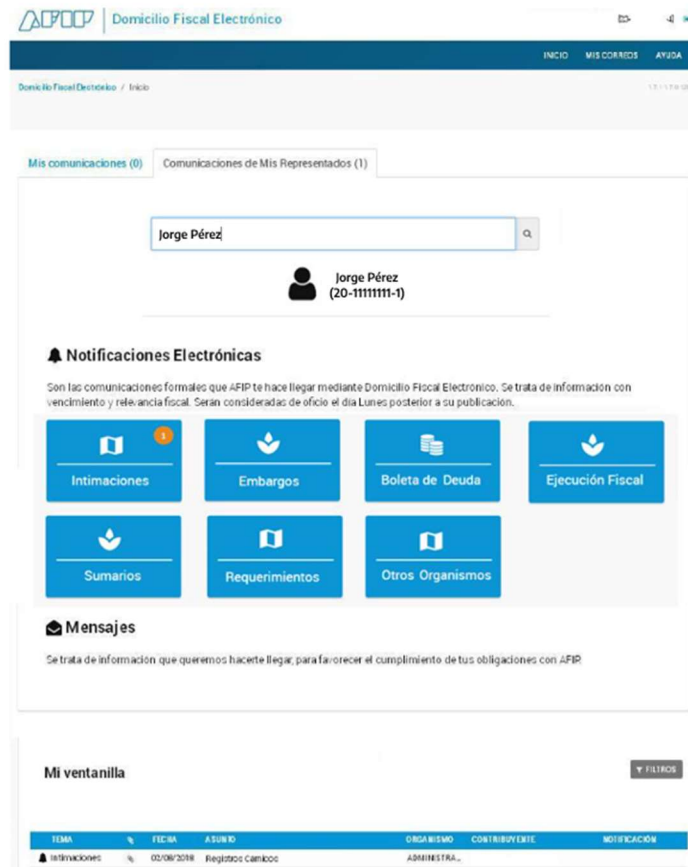 AFIP Domicilio Fiscal Electrónico
INICIO MIS CORREOS AYUDA
Domicilio Fiscal Electrónico / Inicio
Mis comunicaciones (0) Comunicaciones de Mis Representados (1)
Jorge Pérez
Jorge Pérez
(20-11111111-1)
Notificaciones Electrónicas
Son las comunicaciones formales que AFIP te hace llegar mediante Domicilio Fiscal Electrónico. Se trata de información con
vencimiento y relevancia fiscal. Seran consideradas de oficio el día Lunes posterior a su publicación.
1
Intimaciones Embargos Boleta de Deuda Ejecución Fiscal
Sumarios Requerimientos Otros Organismos
Mensajes
Se trata de información que queremos hacerte llegar, para favorecer el cumplimiento de tus obligaciones con AFIP.
Mi ventanilla
FILTROS
TEMA FECHA ASUNTO ORGANISMO CONTRIBUYENTE NOTIFICACIÓN
Intimaciones 02/08/2018 Registros ADMINISTRA...